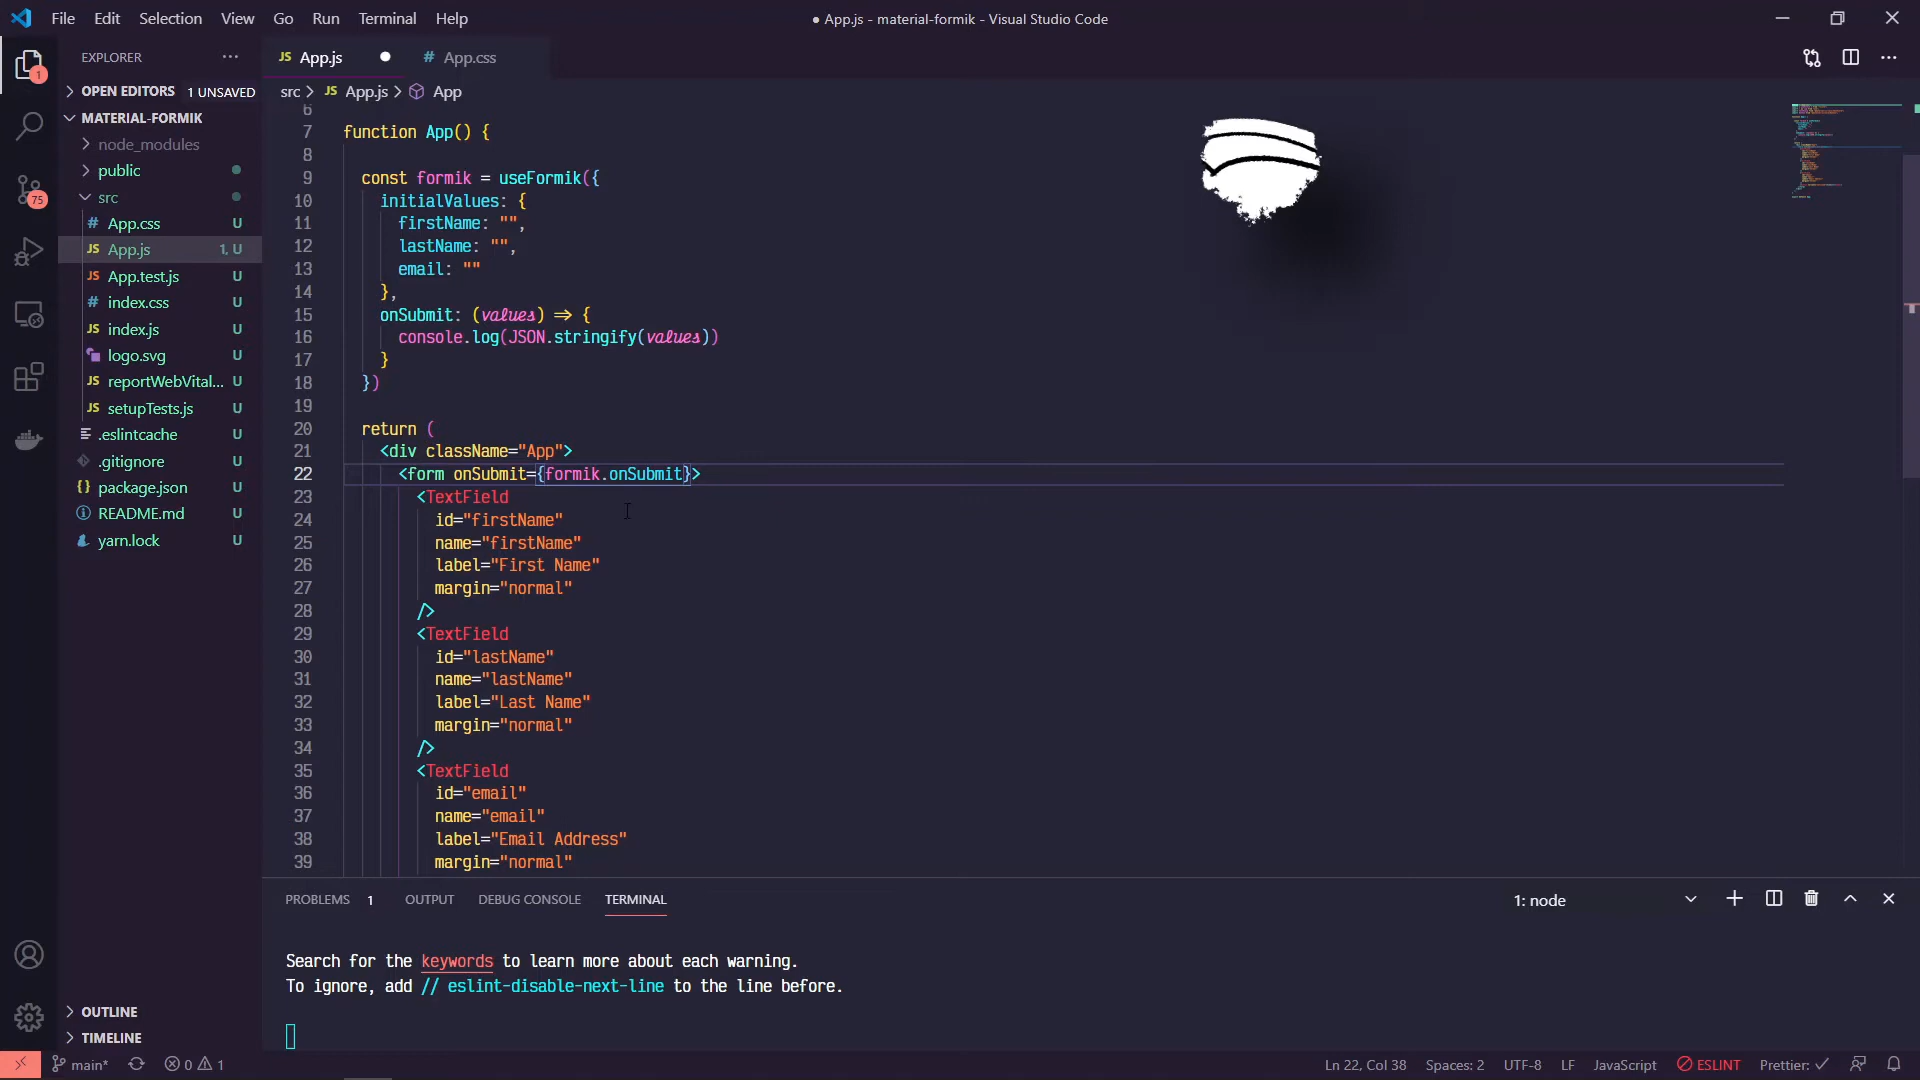 File Edit Selection View Go Run Terminal Help
● App.js - material-formik - Visual Studio Code
EXPLORER
OPEN EDITORS 1 UNSAVED
MATERIAL-FORMIK
node_modules
public
src
# App.css U
JS App.js 1, U
JS App.test.js U
# index.css U
JS index.js U
logo.svg U
JS reportWebVital... U
JS setupTests.js U
.eslintcache U
.gitignore U
{} package.json U
README.md U
yarn.lock U
OUTLINE
TIMELINE
1
75
JS App.js ●
# App.css
src > JS App.js > App
6
7 function App() {
8
9 const formik = useFormik({
10 initialValues: {
11 firstName: "",
12 lastName: "",
13 email: ""
14 },
15 onSubmit: (values) => {
16 console.log(JSON.stringify(values))
17 }
18 })
19
20 return (
21 <div className="App">
22 <form onSubmit={formik.onSubmit}>
23 <TextField
24 id="firstName"
25 name="firstName"
26 label="First Name"
27 margin="normal"
28 />
29 <TextField
30 id="lastName"
31 name="lastName"
32 label="Last Name"
33 margin="normal"
34 />
35 <TextField
36 id="email"
37 name="email"
38 label="Email Address"
39 margin="normal"
PROBLEMS 1 OUTPUT DEBUG CONSOLE TERMINAL
1: node
Search for the keywords to learn more about each warning.
To ignore, add // eslint-disable-next-line to the line before.
main* 0 1
Ln 22, Col 38 Spaces: 2 UTF-8 LF JavaScript ESLINT Prettier: ✓